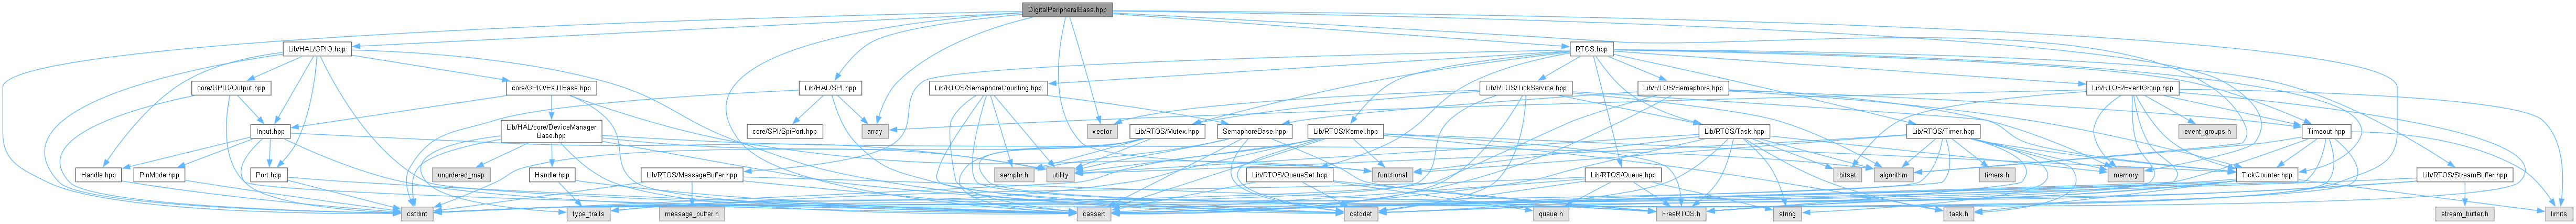 DigitalPeripheralBase.hpp
Lib/HAL/GPIO.hpp
RTOS.hpp
core/GPIO/Output.hpp
core/GPIO/EXTIBase.hpp
Lib/HAL/SPI.hpp
Lib/RTOS/SemaphoreCounting.hpp
Lib/RTOS/TickService.hpp
Lib/RTOS/Semaphore.hpp
Lib/RTOS/EventGroup.hpp
Input.hpp
Lib/HAL/core/DeviceManager
Base.hpp
core/SPI/SpiPort.hpp
array
vector
Lib/RTOS/Mutex.hpp
SemaphoreBase.hpp
Lib/RTOS/Kernel.hpp
Lib/RTOS/Task.hpp
Lib/RTOS/Timer.hpp
event_groups.h
Timeout.hpp
Handle.hpp
PinMode.hpp
Port.hpp
unordered_map
Handle.hpp
Lib/RTOS/MessageBuffer.hpp
semphr.h
utility
Lib/RTOS/QueueSet.hpp
functional
Lib/RTOS/Queue.hpp
bitset
algorithm
timers.h
memory
TickCounter.hpp
Lib/RTOS/StreamBuffer.hpp
cstdint
type_traits
message_buffer.h
cassert
cstddef
queue.h
FreeRTOS.h
string
task.h
stream_buffer.h
limits